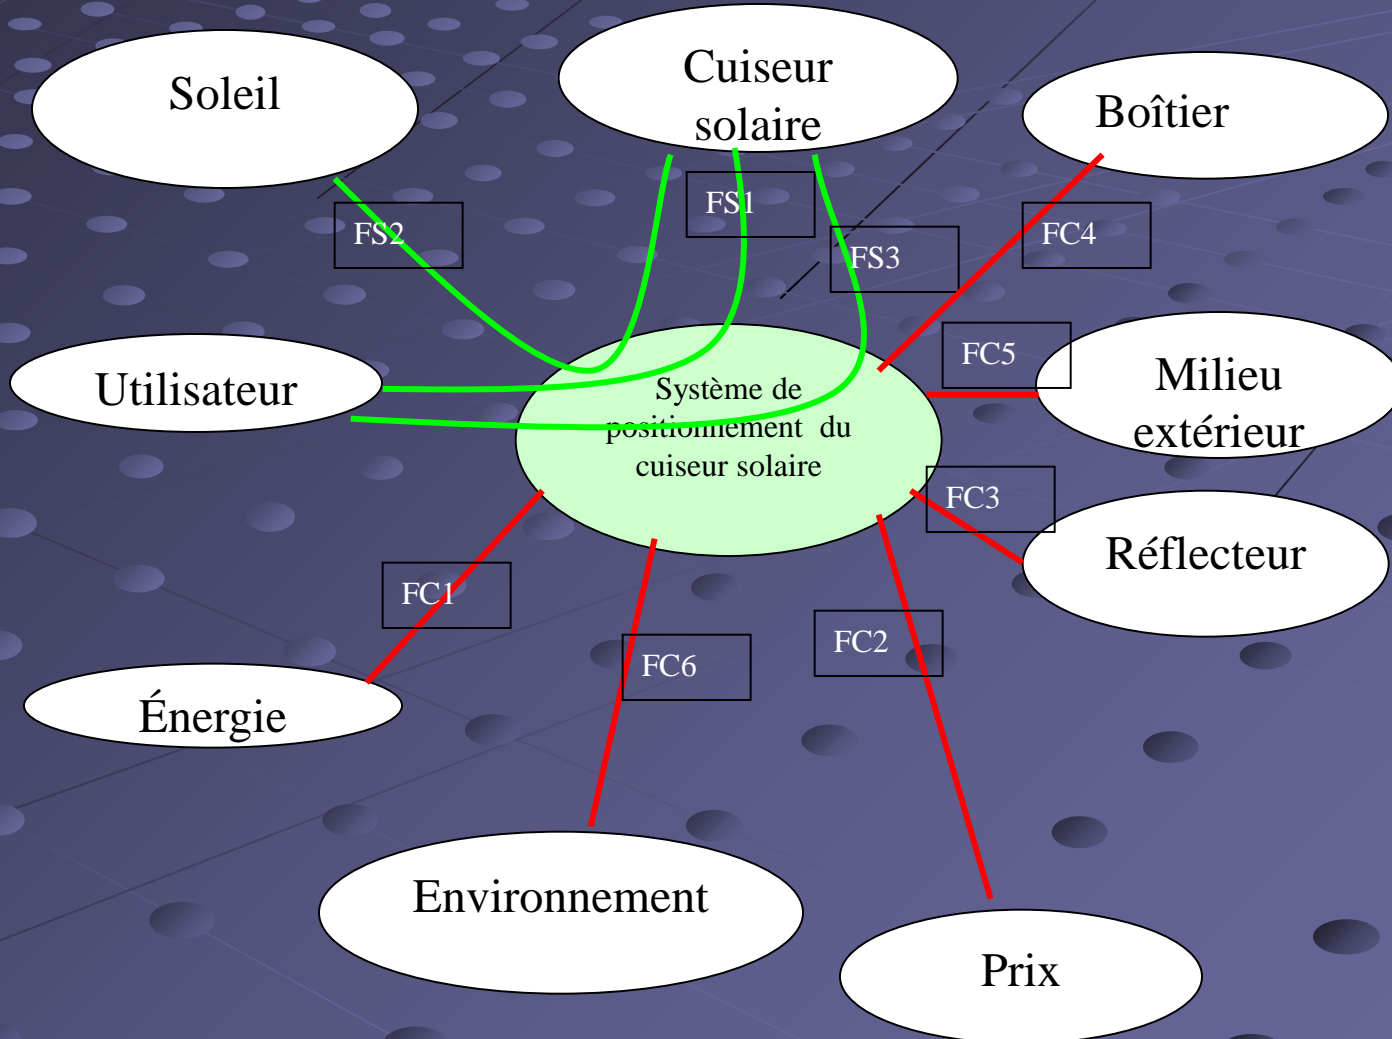 Soleil
Cuiseur
solaire
Boîtier
FS1
FS2
FS3
FC4
FC5
Utilisateur
Milieu
extérieur
Système de
positionnement du
cuiseur solaire
FC3
Réflecteur
FC1
FC6
FC2
Énergie
Environnement
Prix